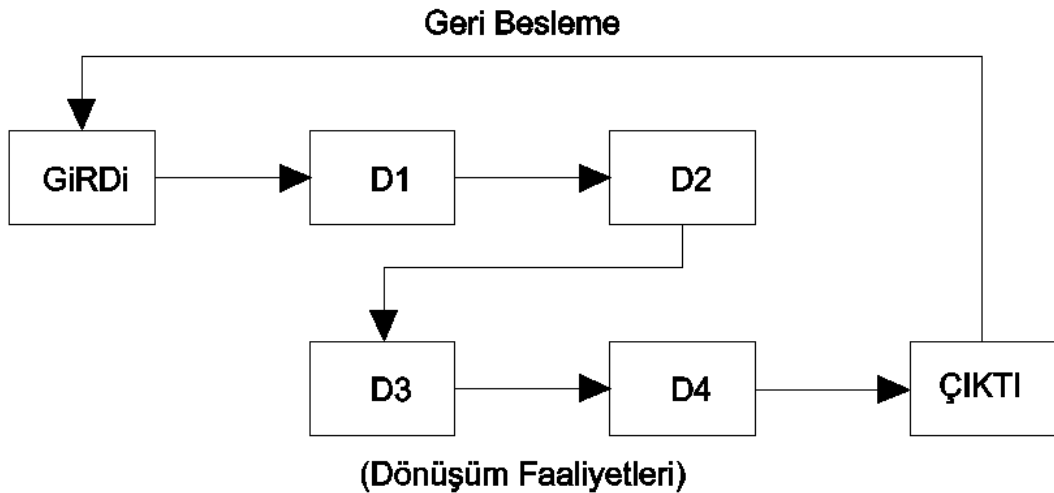 Geri Besleme
GiRDi
D1
D2
D3
D4
ÇIKTI
(Dönüşüm Faaliyetleri)